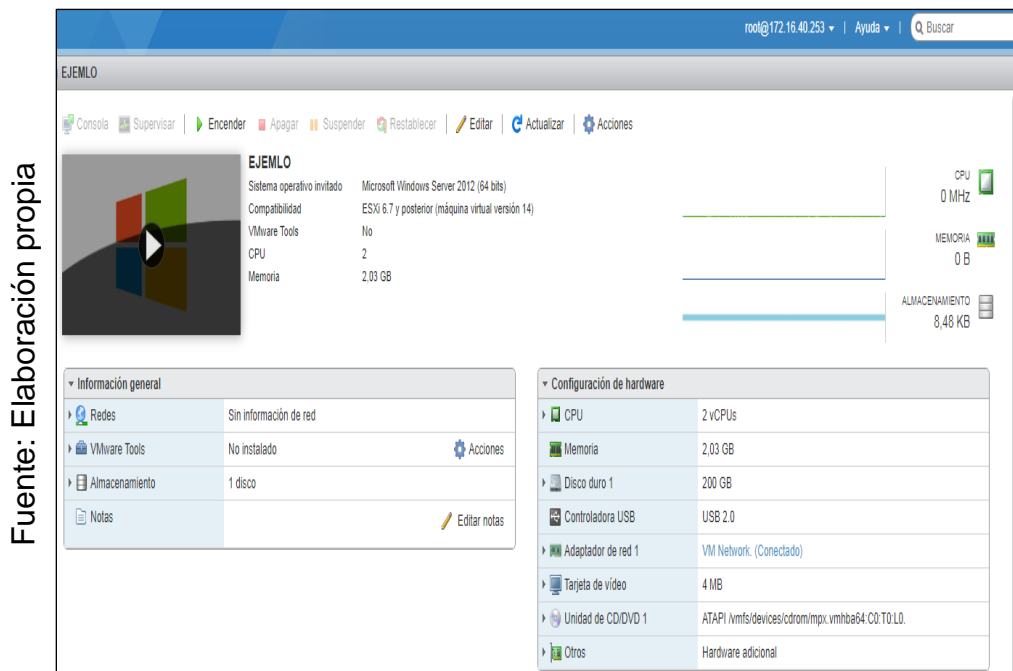 root@172.16.40.253 | Ayuda | Buscar
EJEMLO
Consola Supervisar | Encender Apagar Suspender Restablecer | Editar | Actualizar | Acciones
EJEMLO
Sistema operativo invitado Microsoft Windows Server 2012 (64 bits)
Compatibilidad ESXi 6.7 y posterior (máquina virtual versión 14)
VMware Tools No
CPU 2
Memoria 2,03 GB
CPU
0 MHz
MEMORIA
0 B
ALMACENAMIENTO
8,48 KB
Información general
Redes Sin información de red
VMware Tools No instalado Acciones
Almacenamiento 1 disco
Notas Editar notas
Configuración de hardware
CPU 2 vCPUs
Memoria 2,03 GB
Disco duro 1 200 GB
Controladora USB USB 2.0
Adaptador de red 1 VM Network. (Conectado)
Tarjeta de vídeo 4 MB
Unidad de CD/DVD 1 ATAPI /vmfs/devices/cdrom/mpx.vmhba64:C0:T0:L0.
Otros Hardware adicional
Fuente: Elaboración propia